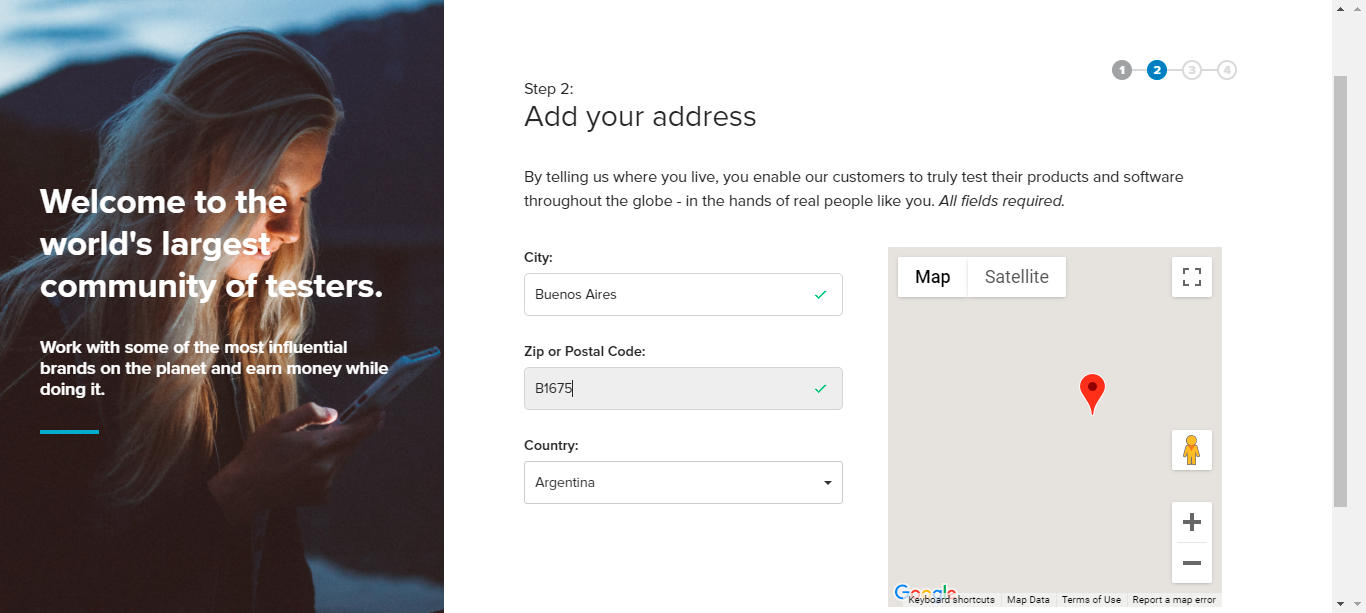 Welcome to the
world's largest
community of testers.
Work with some of the most influential
brands on the planet and earn money while
doing it.
1 2 3 4
Step 2:
Add your address
By telling us where you live, you enable our customers to truly test their products and software
throughout the globe - in the hands of real people like you. All fields required.
City:
Buenos Aires
Zip or Postal Code:
B1675
Country:
Argentina
Map Satellite
Google
Keyboard shortcuts Map Data Terms of Use Report a map error